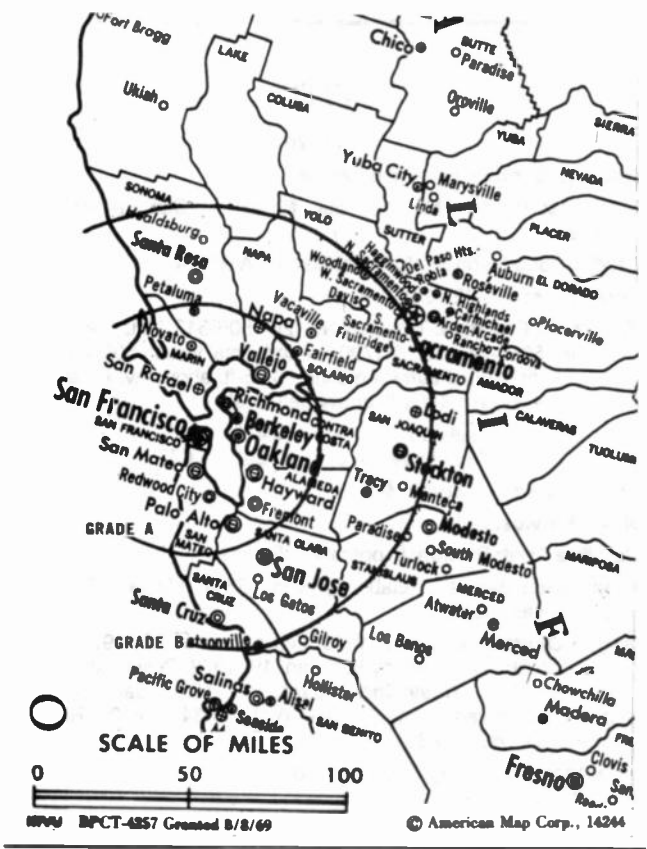 Fort Bragg
Chico
BUTTE
Paradise
LAKE
Ukiah
COLUBA
Oroville
YUBA
SIERRA
Yuba City
Marysville
Linda
NEVADA
SONOMA
YOLO
SUTTER
L
PLACER
Healdsburg
Santa Rosa
NAPA
Woodland
Del Paso Hts.
Auburn
EL DORADO
Roseville
W. Sacramento
Davis
N. Highlands
Carmichael
Arden-Arcade
Rancho Cordova
Placerville
Petaluma
Napa
Vacaville
S. Sacramento-
Fruitridge
Sacramento
Novato
MARIN
Vallejo
Fairfield
SOLANO
SACRAMENTO
AMADOR
San Rafael
Richmond
CONTRA
COSTA
Lodi
SAN
JOAQUIN
I
CALAVERAS
San Francisco
SAN FRANCISCO
Berkeley
Oakland
Stockton
San Mateo
ALAMEDA
Hayward
Tracy
Manteca
Redwood City
Fremont
Palo Alto
Paradise
Modesto
GRADE A
SAN
MATEO
SANTA CLARA
South Modesto
Turlock
STANISLAUS
MARIPOSA
San Jose
SANTA
CRUZ
Los Gatos
MERCED
Atwater
Merced
F
Santa Cruz
GRADE B
atsonville
Gilroy
Los Banos
Hollister
Salinas
Alisal
Pacific Grove
Seaside
SAN BENITO
Chowchilla
Madera
Fresno
Clovis
O
SCALE OF MILES
0 50 100
BPCT-4257 Granted 8/8/69
© American Map Corp., 14244